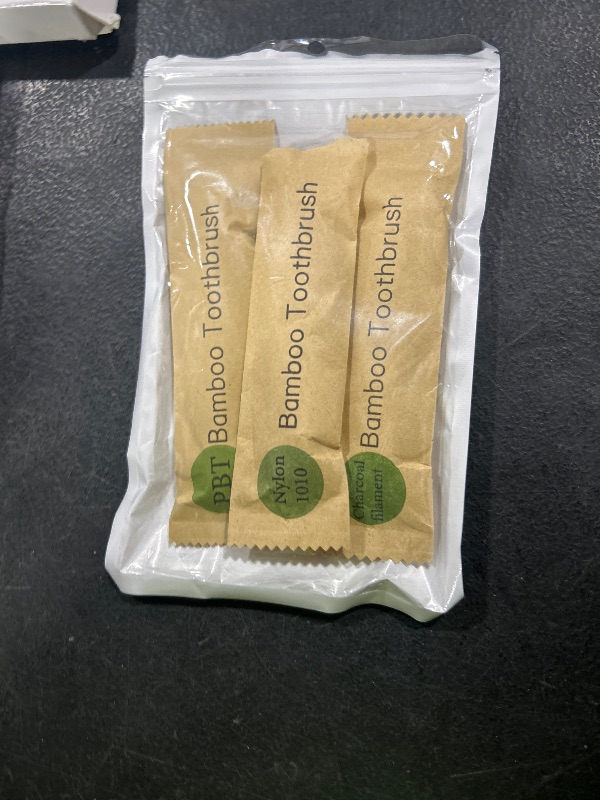 Bamboo Toothbrush
PBT
Bamboo Toothbrush
Nylon
1010
Bamboo Toothbrush
Charcoal
filament